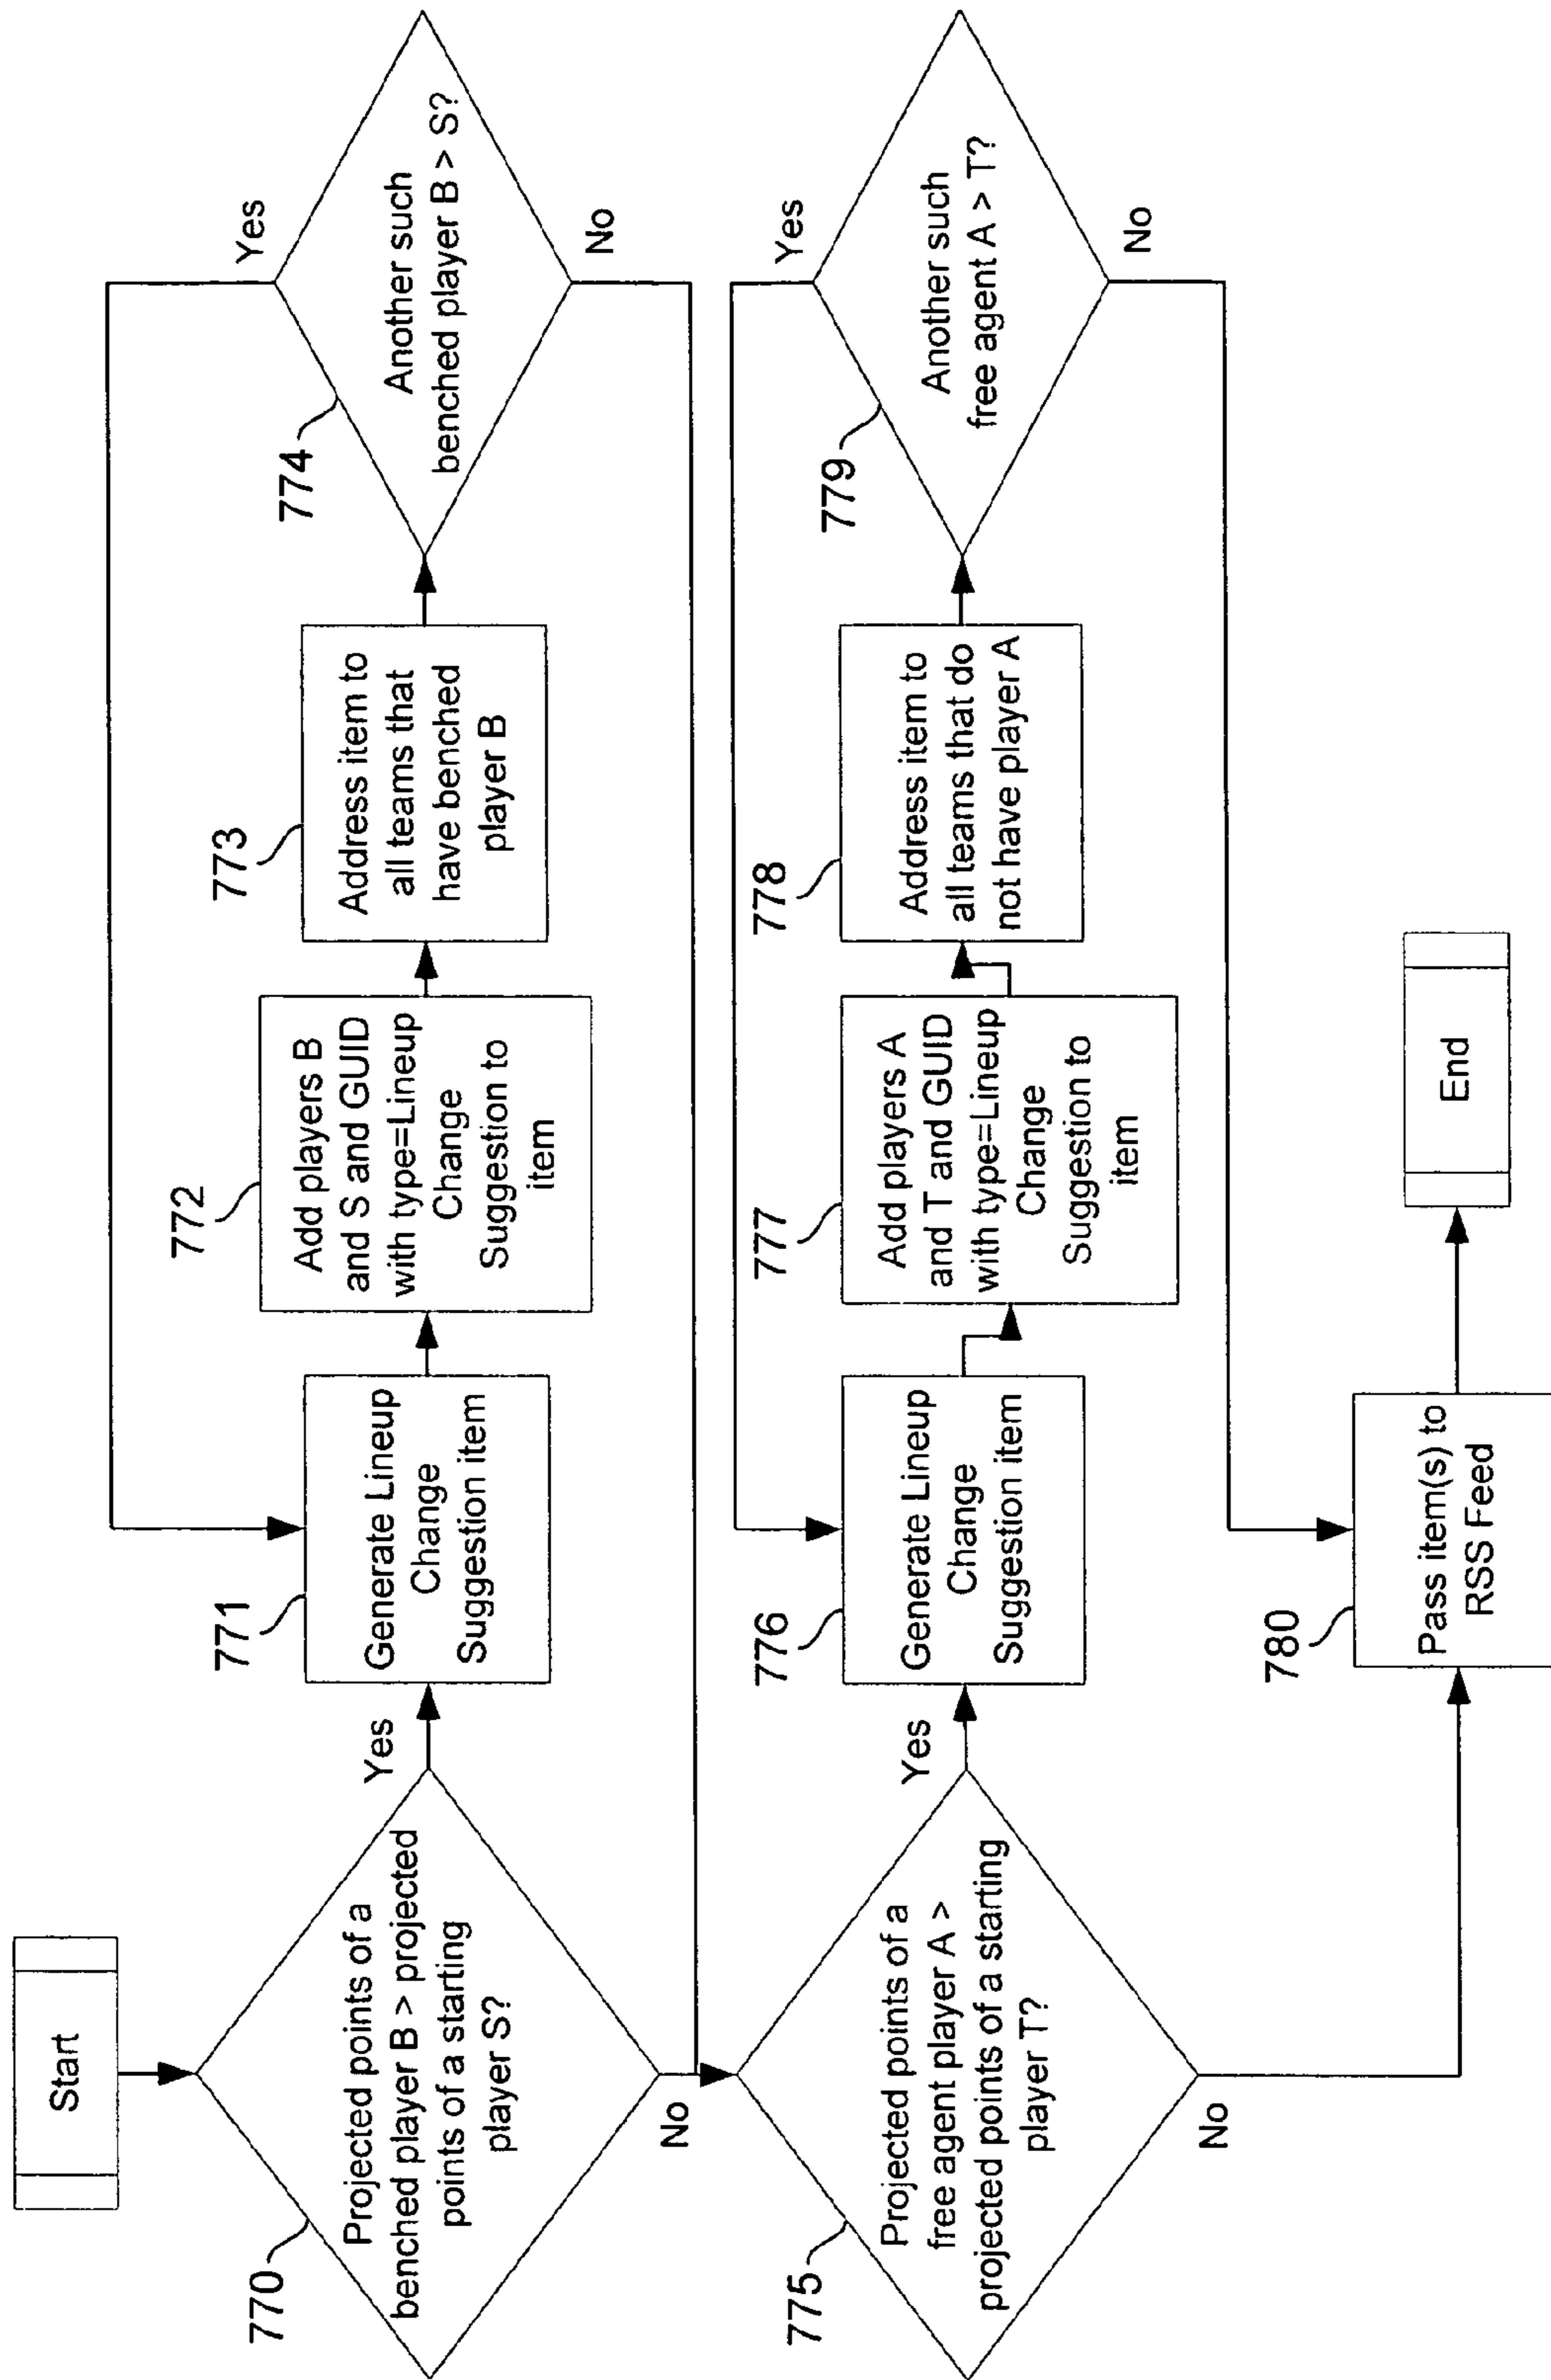 Start
770
Projected points of a
benched player B > projected
points of a starting
player S?
Yes
No
771
Generate Lineup
Change
Suggestion item
772
Add players B
and S and GUID
with type=Lineup
Change
Suggestion to
item
773
Address item to
all teams that
have benched
player B
774
Another such
benched player B > S?
Yes
No
775
Projected points of a
free agent player A >
projected points of a starting
player T?
Yes
No
776
Generate Lineup
Change
Suggestion item
777
Add players A
and T and GUID
with type=Lineup
Change
Suggestion to
item
778
Address item to
all teams that do
not have player A
779
Another such
free agent A > T?
Yes
No
780
Pass item(s) to
RSS Feed
End